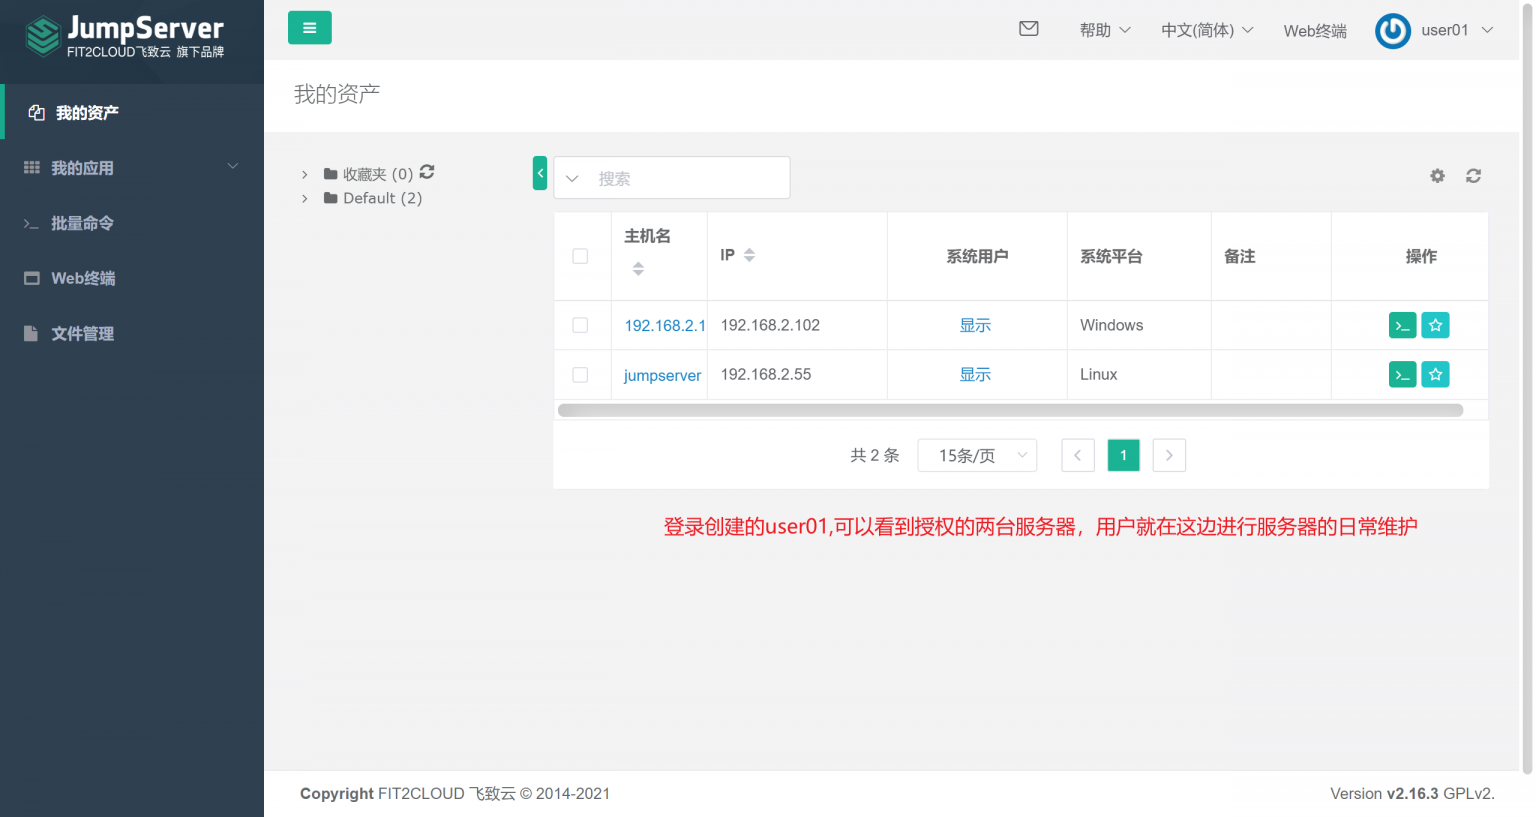 JumpServer
FIT2CLOUD飞致云 旗下品牌
帮助
中文(简体)
Web终端
user01
我的资产
我的应用
批量命令
Web终端
文件管理
我的资产
收藏夹 (0)
Default (2)
搜索
主机名 IP 系统用户 系统平台 备注 操作
192.168.2.1 192.168.2.102 显示 Windows
jumpserver 192.168.2.55 显示 Linux
共 2 条 15条/页 1
登录创建的user01,可以看到授权的两台服务器，用户就在这边进行服务器的日常维护
Copyright FIT2CLOUD 飞致云 © 2014-2021
Version v2.16.3 GPLv2.